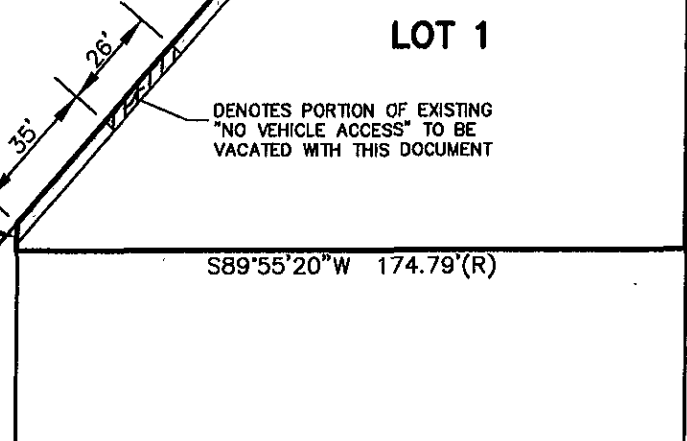 26'
LOT 1
35'
DENOTES PORTION OF EXISTING
"NO VEHICLE ACCESS" TO BE
VACATED WITH THIS DOCUMENT
S89°55'20"W 174.79'(R)